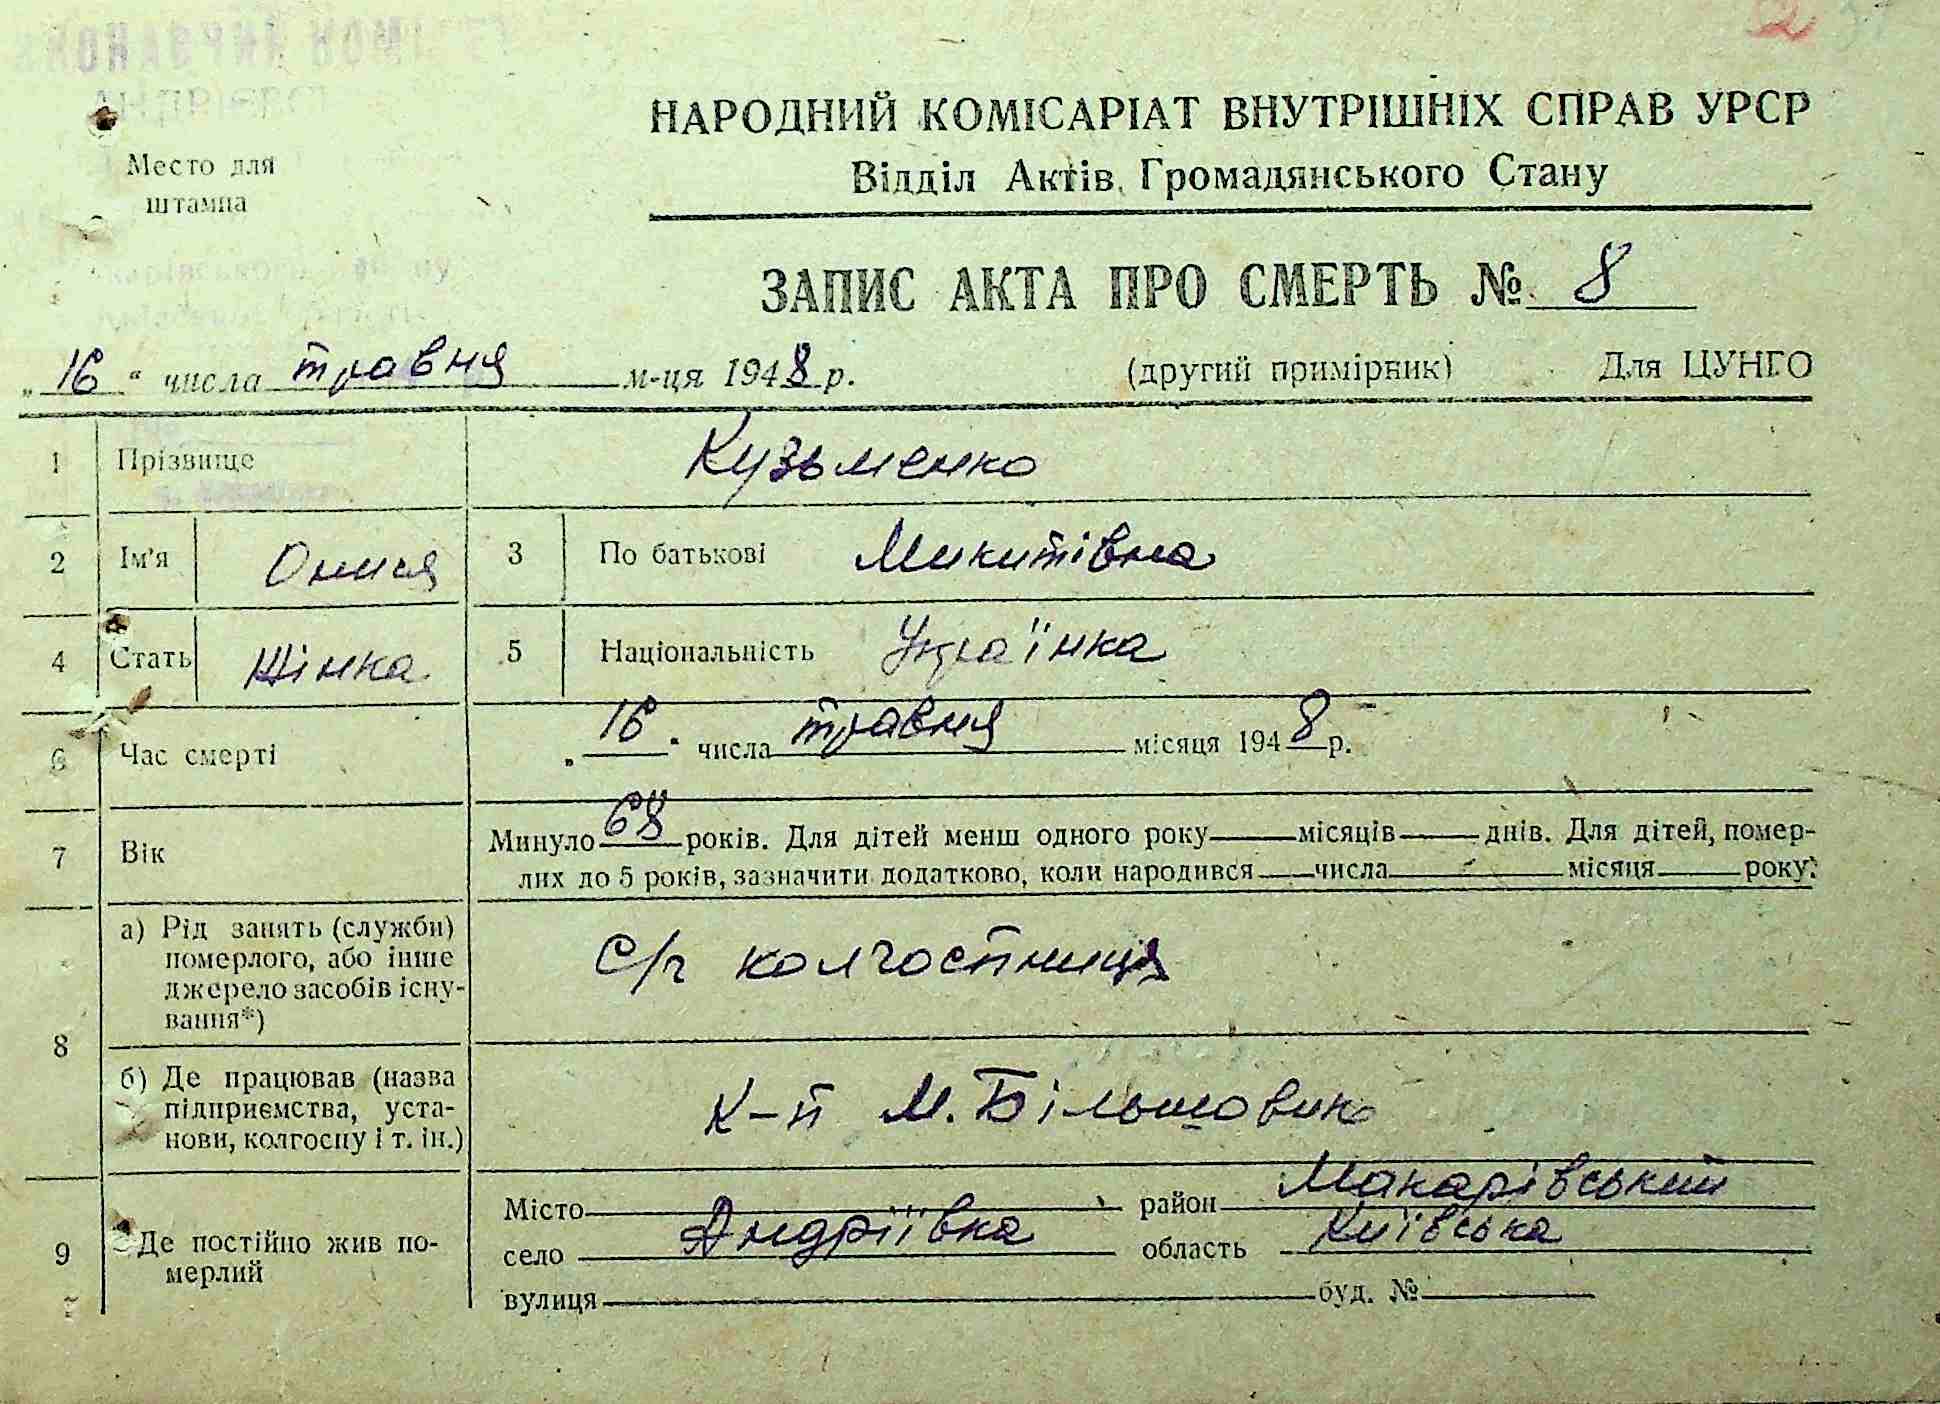 Место для
штампа
НАРОДНИЙ КОМІСАРІАТ ВНУТРІШНІХ СПРАВ УРСР
Відділ Актів Громадянського Стану
ЗАПИС АКТА ПРО СМЕРТЬ № 8
„16“ числа травня м-ця 1948 р. (другий примірник) Для ЦУНГО
1 Прізвище Кузьменко
2 Ім'я Онися 3 По батькові Микитівна
4 Стать Жінка 5 Національність Українка
6 Час смерті „16“ числа травня місяця 1948 р.
7 Вік Минуло 68 років. Для дітей менш одного року місяців днів. Для дітей, помер-
лих до 5 років, зазначити додатково, коли народився числа місяця року.
8 а) Рід занять (служби)
померлого, або інше
джерело засобів існу-
вання*)
С/г колгоспниця
б) Де працював (назва
підприємства, уста-
нови, колгоспу і т. ін.)
К-п М. Більшовик
9 Де постійно жив по-
мерлий
Місто район Макарівський
село Андріївка область Київська
вулиця буд. №